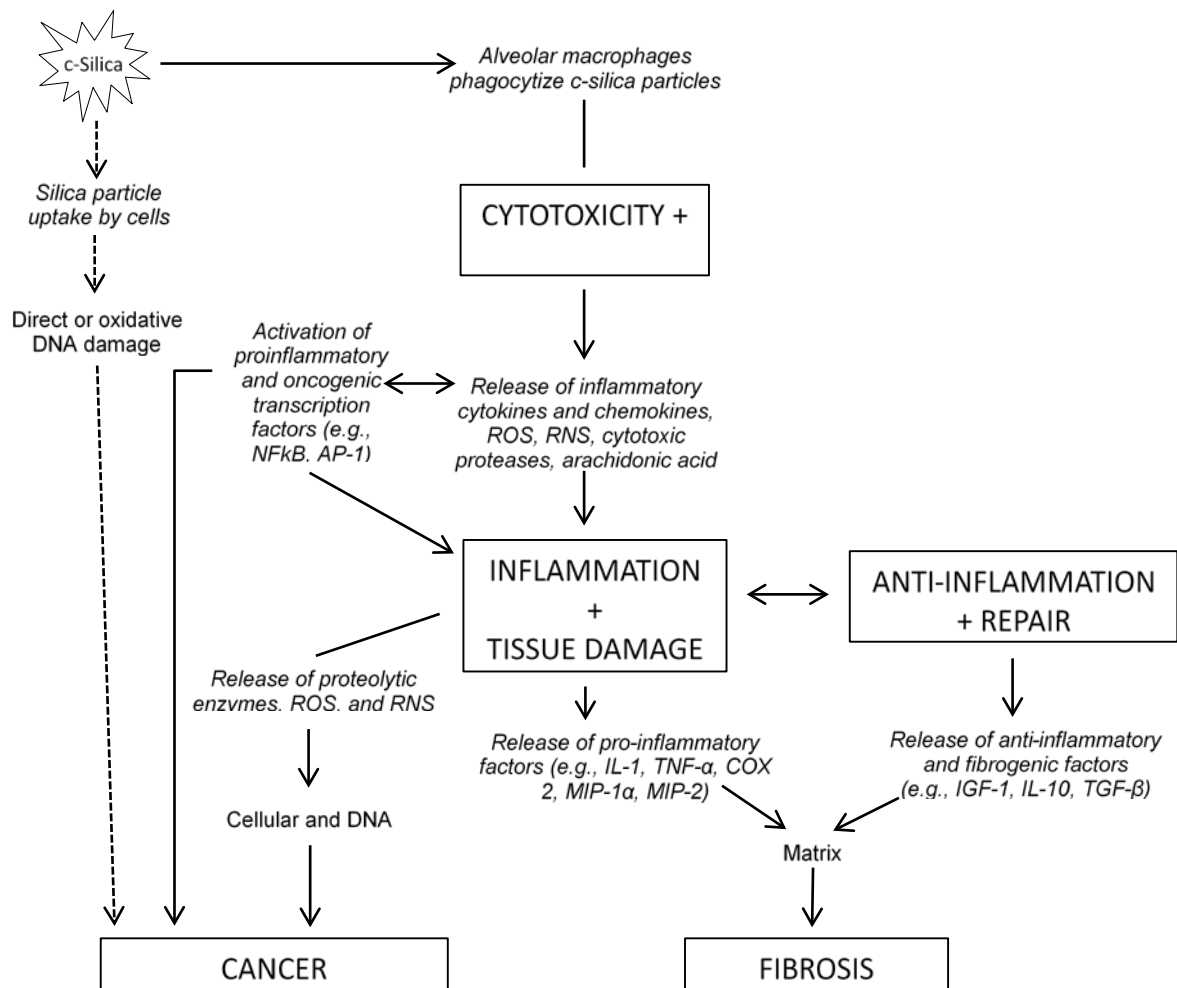 c-Silica
Alveolar macrophages
phagocytize c-silica particles
Silica particle
uptake by cells
CYTOTOXICITY +
Direct or oxidative
DNA damage
Activation of
proinflammatory
and oncogenic
transcription
factors (e.g.,
NFkB. AP-1)
Release of inflammatory
cytokines and chemokines,
ROS, RNS, cytotoxic
proteases, arachidonic acid
INFLAMMATION
+
TISSUE DAMAGE
ANTI-INFLAMMATION
+ REPAIR
Release of proteolytic
enzymes. ROS. and RNS
Release of pro-inflammatory
factors (e.g., IL-1, TNF-α, COX
2, MIP-1α, MIP-2)
Release of anti-inflammatory
and fibrogenic factors
(e.g., IGF-1, IL-10, TGF-β)
Cellular and DNA
Matrix
CANCER
FIBROSIS